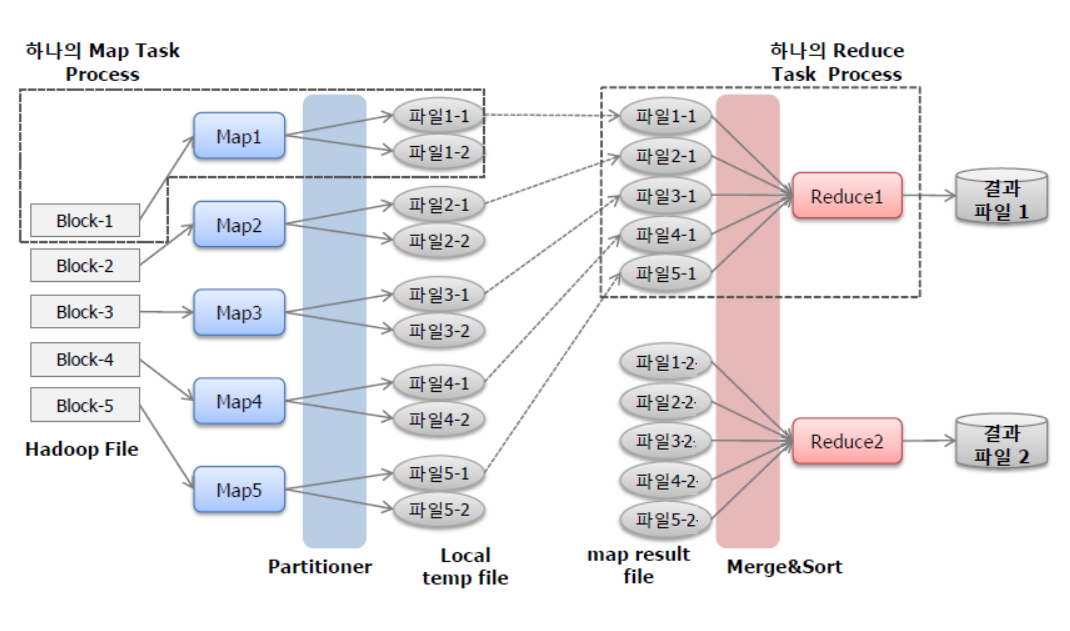 하나의 Map Task
Process
하나의 Reduce
Task Process
Block-1
Block-2
Block-3
Block-4
Block-5
Hadoop File
Map1
Map2
Map3
Map4
Map5
Partitioner
파일1-1
파일1-2
파일2-1
파일2-2
파일3-1
파일3-2
파일4-1
파일4-2
파일5-1
파일5-2
Local
temp file
파일1-1
파일2-1
파일3-1
파일4-1
파일5-1
파일1-2
파일2-2
파일3-2
파일4-2
파일5-2
map result
file
Merge&Sort
Reduce1
Reduce2
결과
파일 1
결과
파일 2